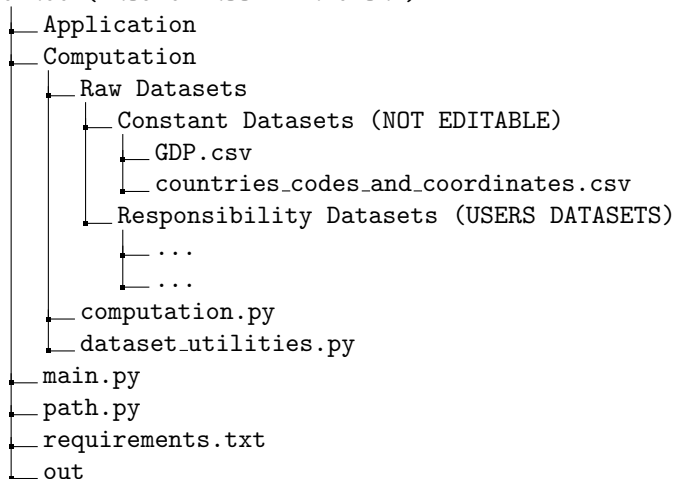 Application
Computation
Raw Datasets
Constant Datasets (NOT EDITABLE)
GDP.csv
countries_codes_and_coordinates.csv
Responsibility Datasets (USERS DATASETS)
...
...
computation.py
dataset_utilities.py
main.py
path.py
requirements.txt
out